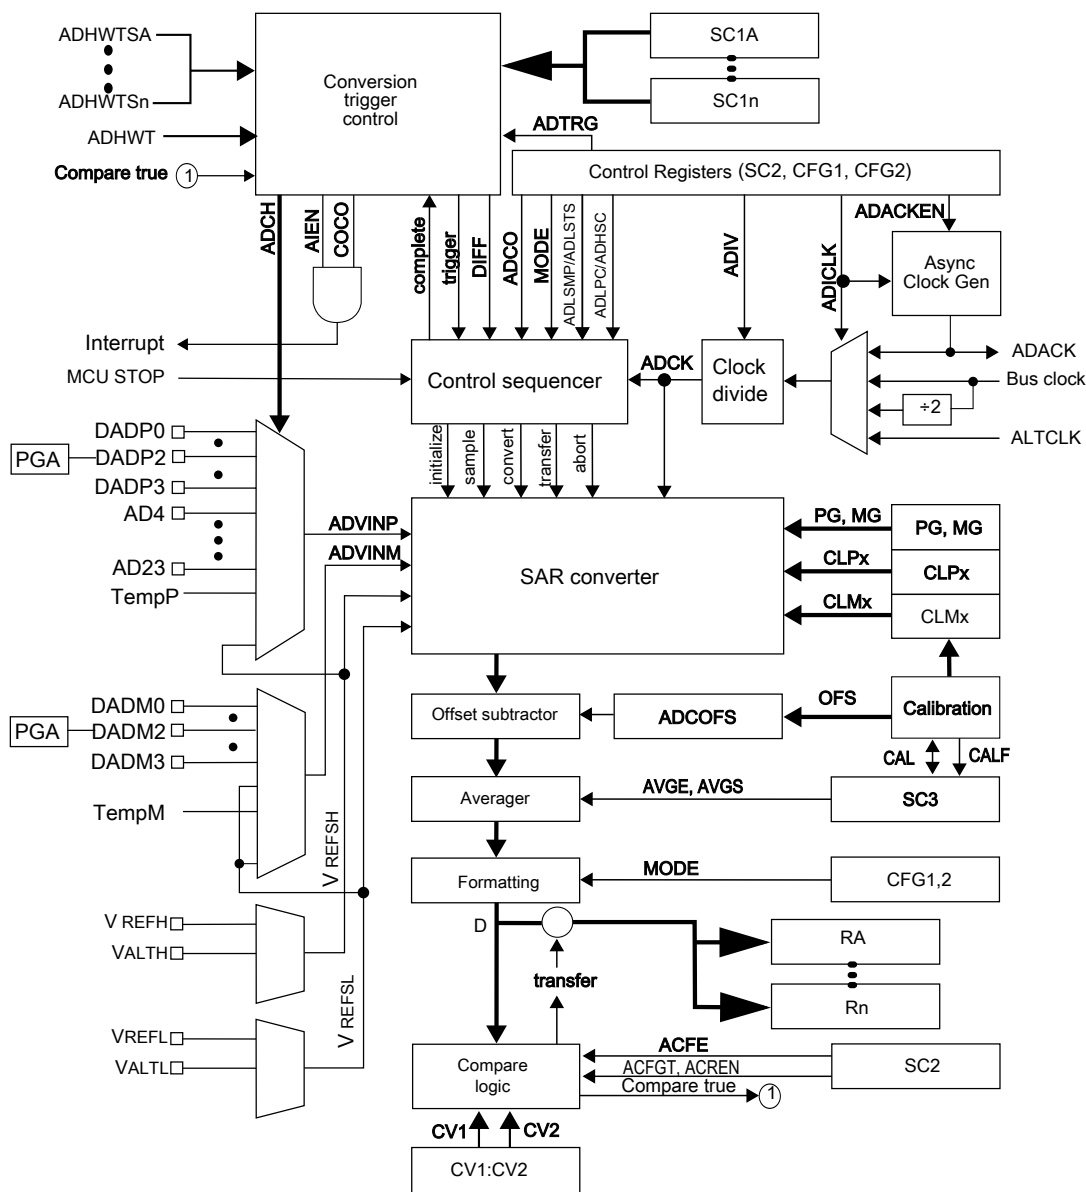 ADHWTSA
ADHWTSn
ADHWT
Compare true 1
Conversion
trigger
control
SC1A
SC1n
ADTRG
Control Registers (SC2, CFG1, CFG2)
ADCH
AIEN
COCO
complete
trigger
DIFF
ADCO
MODE
ADLSMP/ADLSTS
ADLPC/ADHSC
ADIV
ADICLK
ADACKEN
Async
Clock Gen
Interrupt
MCU STOP
Control sequencer
ADCK
Clock
divide
ADACK
Bus clock
÷2
ALTCLK
initialize
sample
convert
transfer
abort
DADP0
PGA
DADP2
DADP3
AD4
AD23
TempP
ADVINP
ADVINM
SAR converter
PG, MG
PG, MG
CLPx
CLPx
CLMx
CLMx
DADM0
PGA
DADM2
DADM3
TempM
Offset subtractor
ADCOFS
OFS
Calibration
CAL
CALF
Averager
AVGE, AVGS
SC3
V REFSH
Formatting
MODE
CFG1,2
V REFH
VALTH
D
transfer
RA
Rn
V REFSL
VREFL
VALTL
Compare
logic
ACFE
ACFGT, ACREN
Compare true
1
SC2
CV1
CV2
CV1:CV2